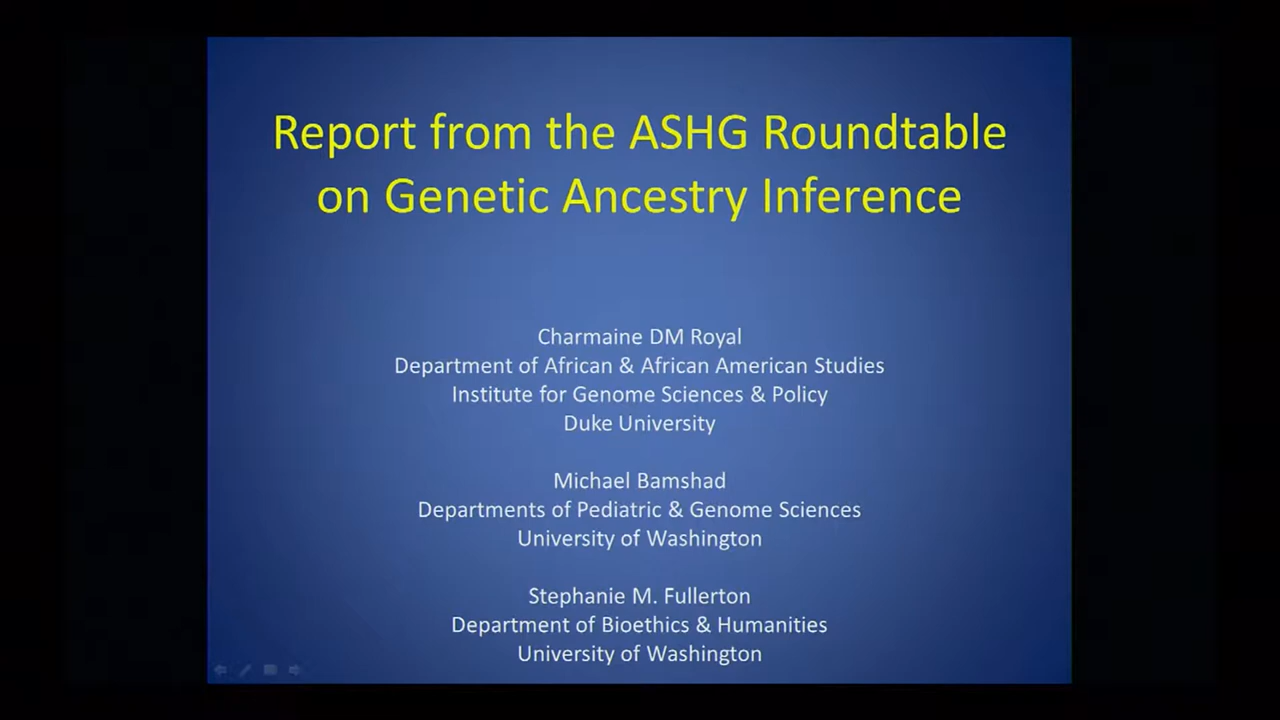 Report from the ASHG Roundtable
on Genetic Ancestry Inference
Charmaine DM Royal
Department of African & African American Studies
Institute for Genome Sciences & Policy
Duke University
Michael Bamshad
Departments of Pediatric & Genome Sciences
University of Washington
Stephanie M. Fullerton
Department of Bioethics & Humanities
University of Washington